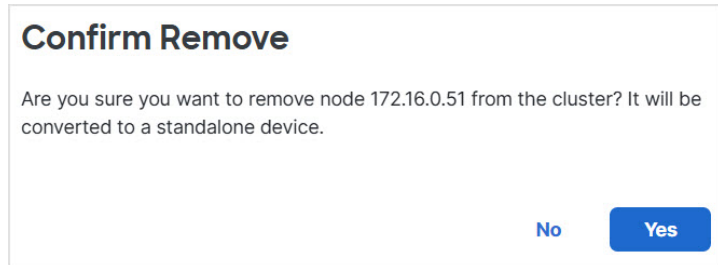 Confirm Remove
Are you sure you want to remove node 172.16.0.51 from the cluster? It will be
converted to a standalone device.
No
Yes